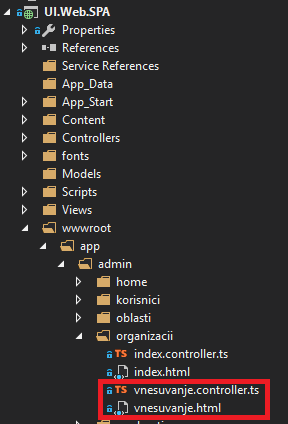 UI.Web.SPA
Properties
References
Service References
App_Data
App_Start
Content
Controllers
fonts
Models
Scripts
Views
wwwroot
app
admin
home
korisnici
oblasti
organizacii
TS index.controller.ts
index.html
TS vnesuvanje.controller.ts
vnesuvanje.html